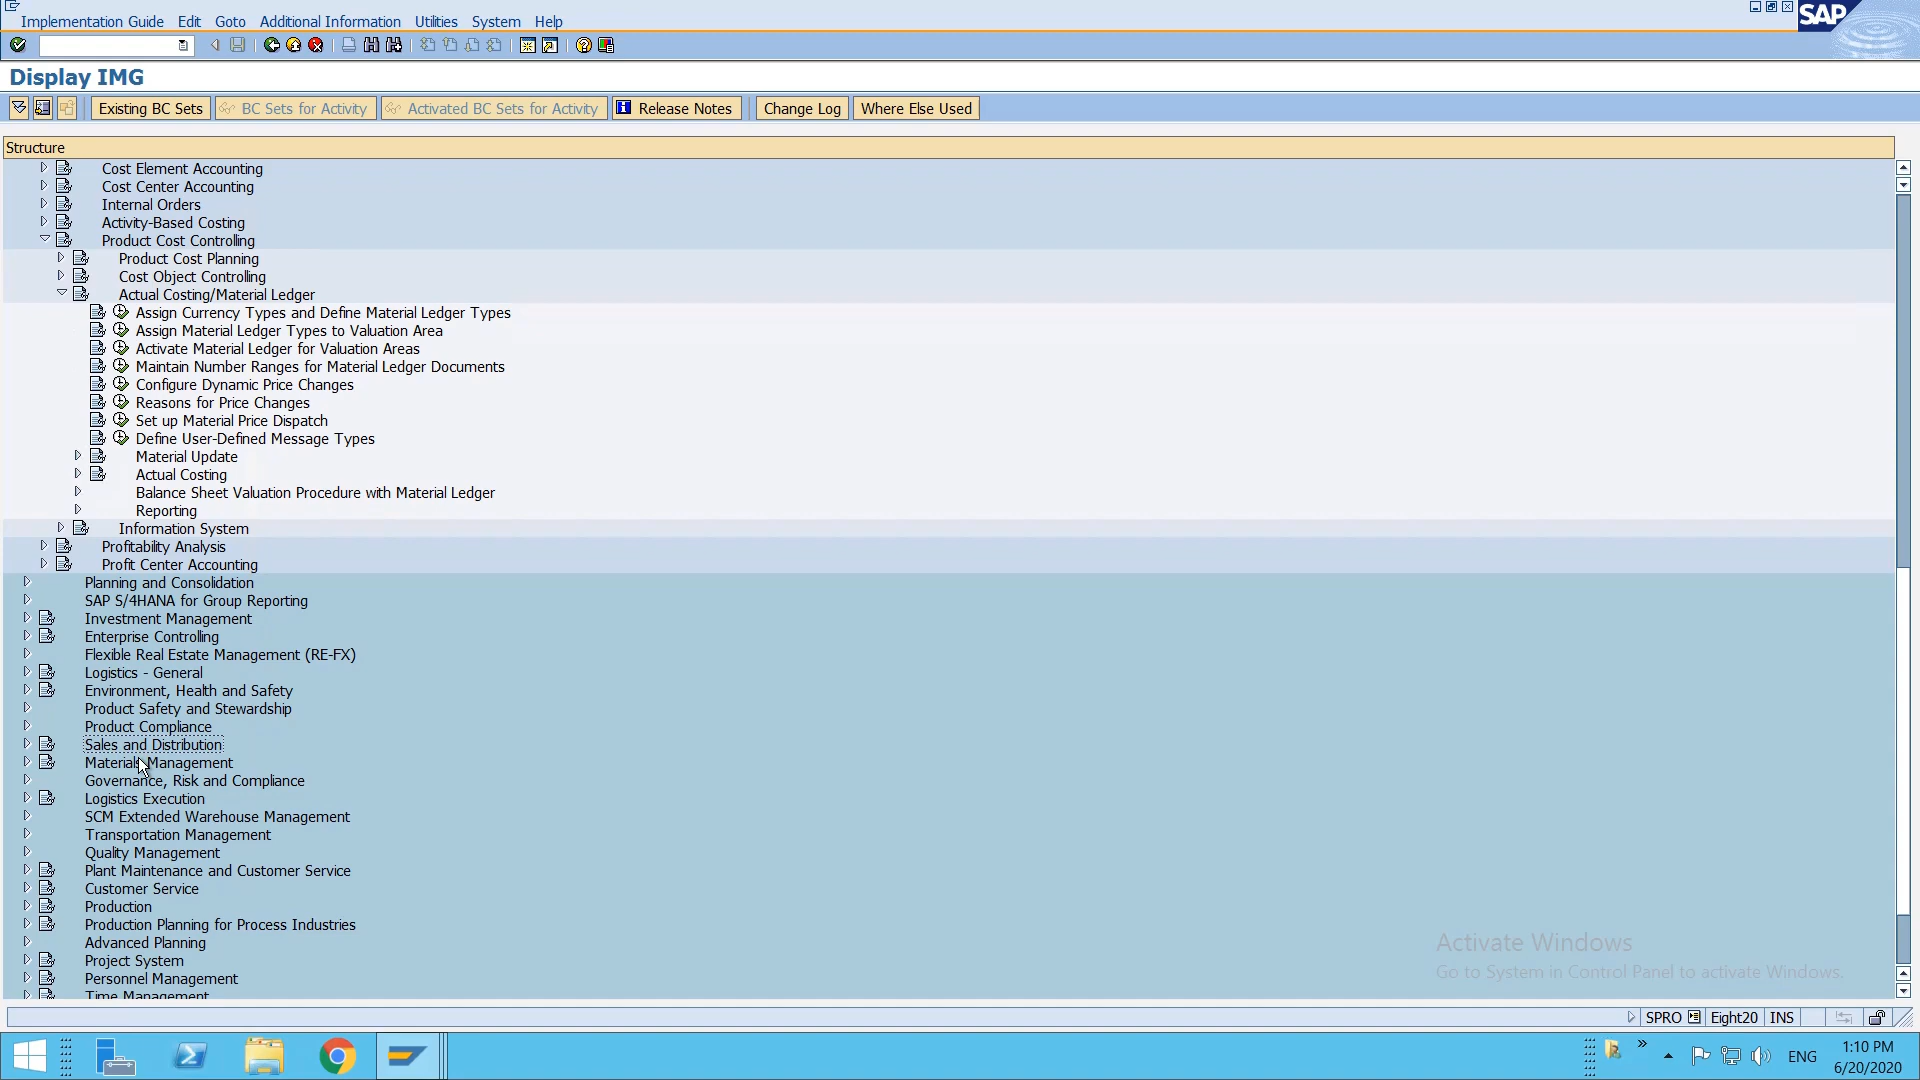 Implementation Guide Edit Goto Additional Information Utilities System Help
SAP
Display IMG
Existing BC Sets BC Sets for Activity Activated BC Sets for Activity Release Notes Change Log Where Else Used
Structure
Cost Element Accounting
Cost Center Accounting
Internal Orders
Activity-Based Costing
Product Cost Controlling
Product Cost Planning
Cost Object Controlling
Actual Costing/Material Ledger
Assign Currency Types and Define Material Ledger Types
Assign Material Ledger Types to Valuation Area
Activate Material Ledger for Valuation Areas
Maintain Number Ranges for Material Ledger Documents
Configure Dynamic Price Changes
Reasons for Price Changes
Set up Material Price Dispatch
Define User-Defined Message Types
Material Update
Actual Costing
Balance Sheet Valuation Procedure with Material Ledger
Reporting
Information System
Profitability Analysis
Profit Center Accounting
Planning and Consolidation
SAP S/4HANA for Group Reporting
Investment Management
Enterprise Controlling
Flexible Real Estate Management (RE-FX)
Logistics - General
Environment, Health and Safety
Product Safety and Stewardship
Product Compliance
Sales and Distribution
Materials Management
Governance, Risk and Compliance
Logistics Execution
SCM Extended Warehouse Management
Transportation Management
Quality Management
Plant Maintenance and Customer Service
Customer Service
Production
Production Planning for Process Industries
Advanced Planning
Project System
Personnel Management
Time Management
Activate Windows
Go to System in Control Panel to activate Windows.
SPRO Eight20 INS
ENG
1:10 PM
6/20/2020